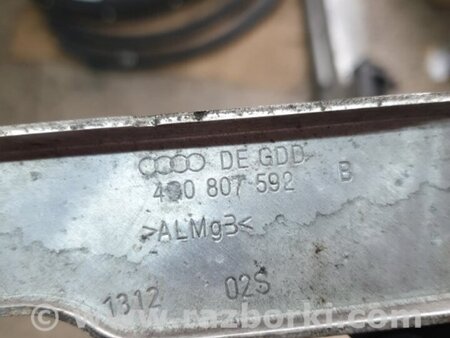 DE GDD
4G0 807 592 B
>ALMg3<
1312 02S
© www.razborki.com